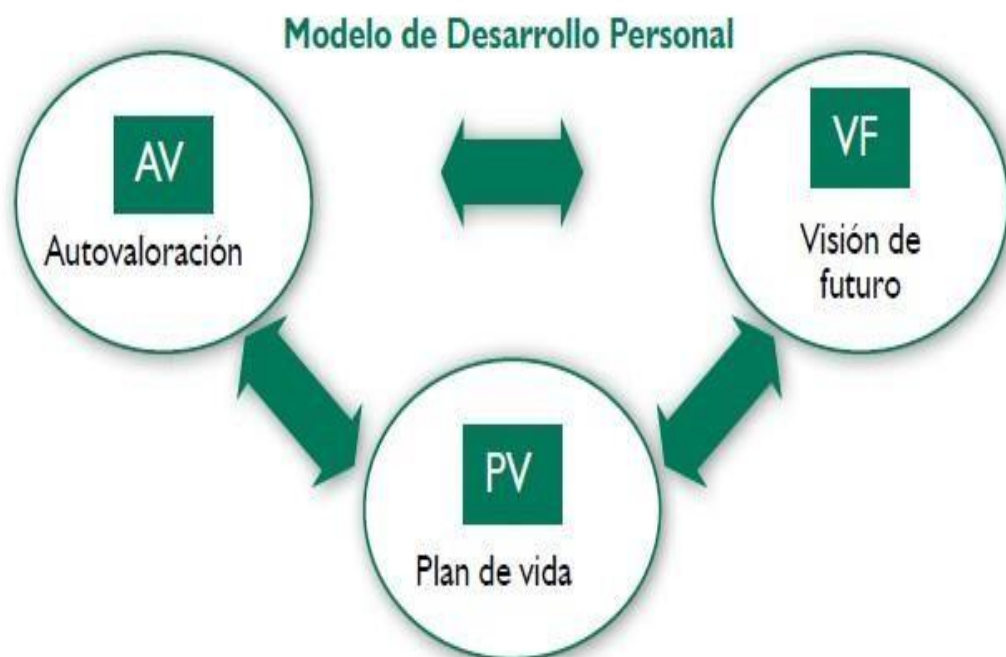 Modelo de Desarrollo Personal
AV
Autovaloración
VF
Visión de
futuro
PV
Plan de vida